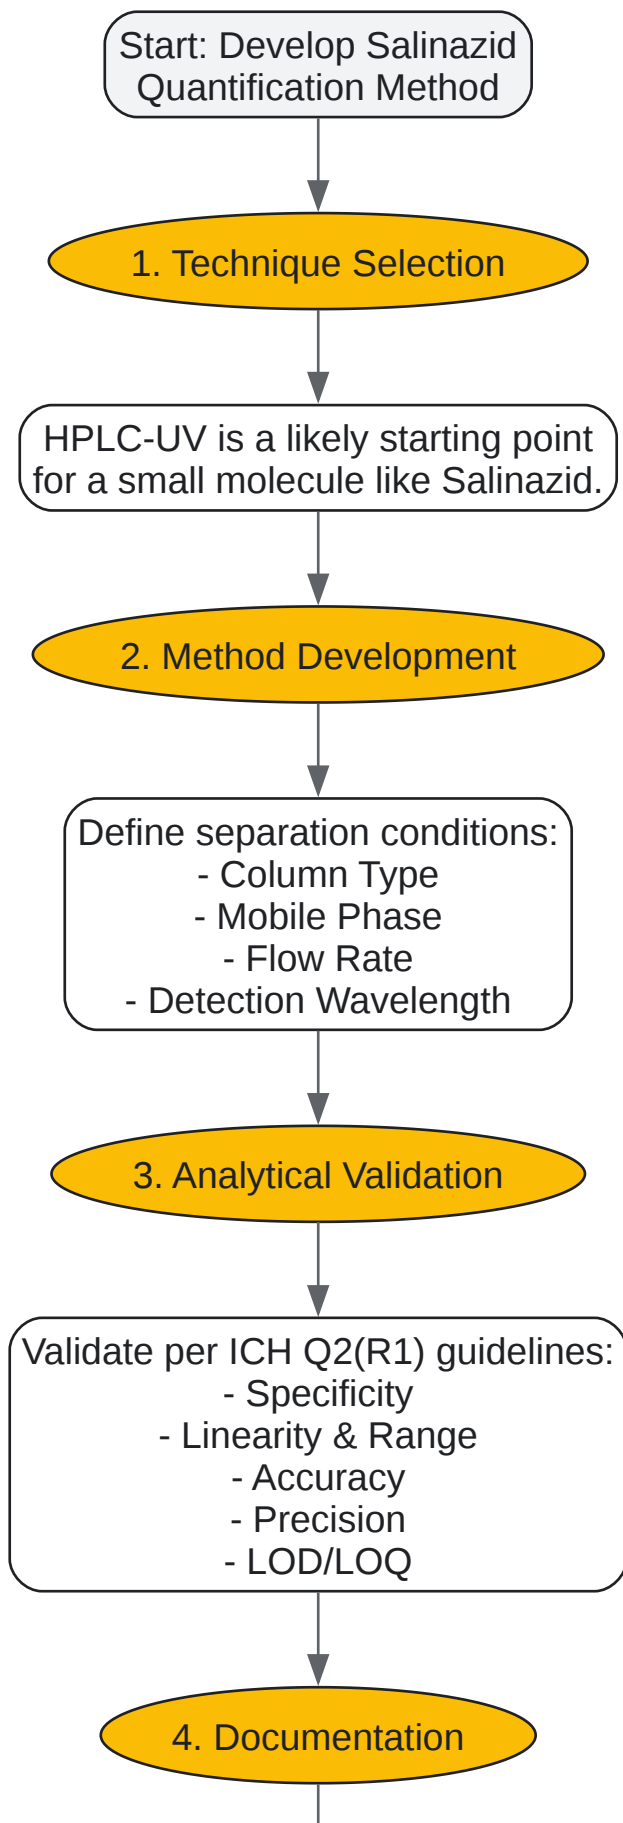 Start: Develop Salinazid
Quantification Method
1. Technique Selection
HPLC-UV is a likely starting point
for a small molecule like Salinazid.
2. Method Development
Define separation conditions:
- Column Type
- Mobile Phase
- Flow Rate
- Detection Wavelength
3. Analytical Validation
Validate per ICH Q2(R1) guidelines:
- Specificity
- Linearity & Range
- Accuracy
- Precision
- LOD/LOQ
4. Documentation